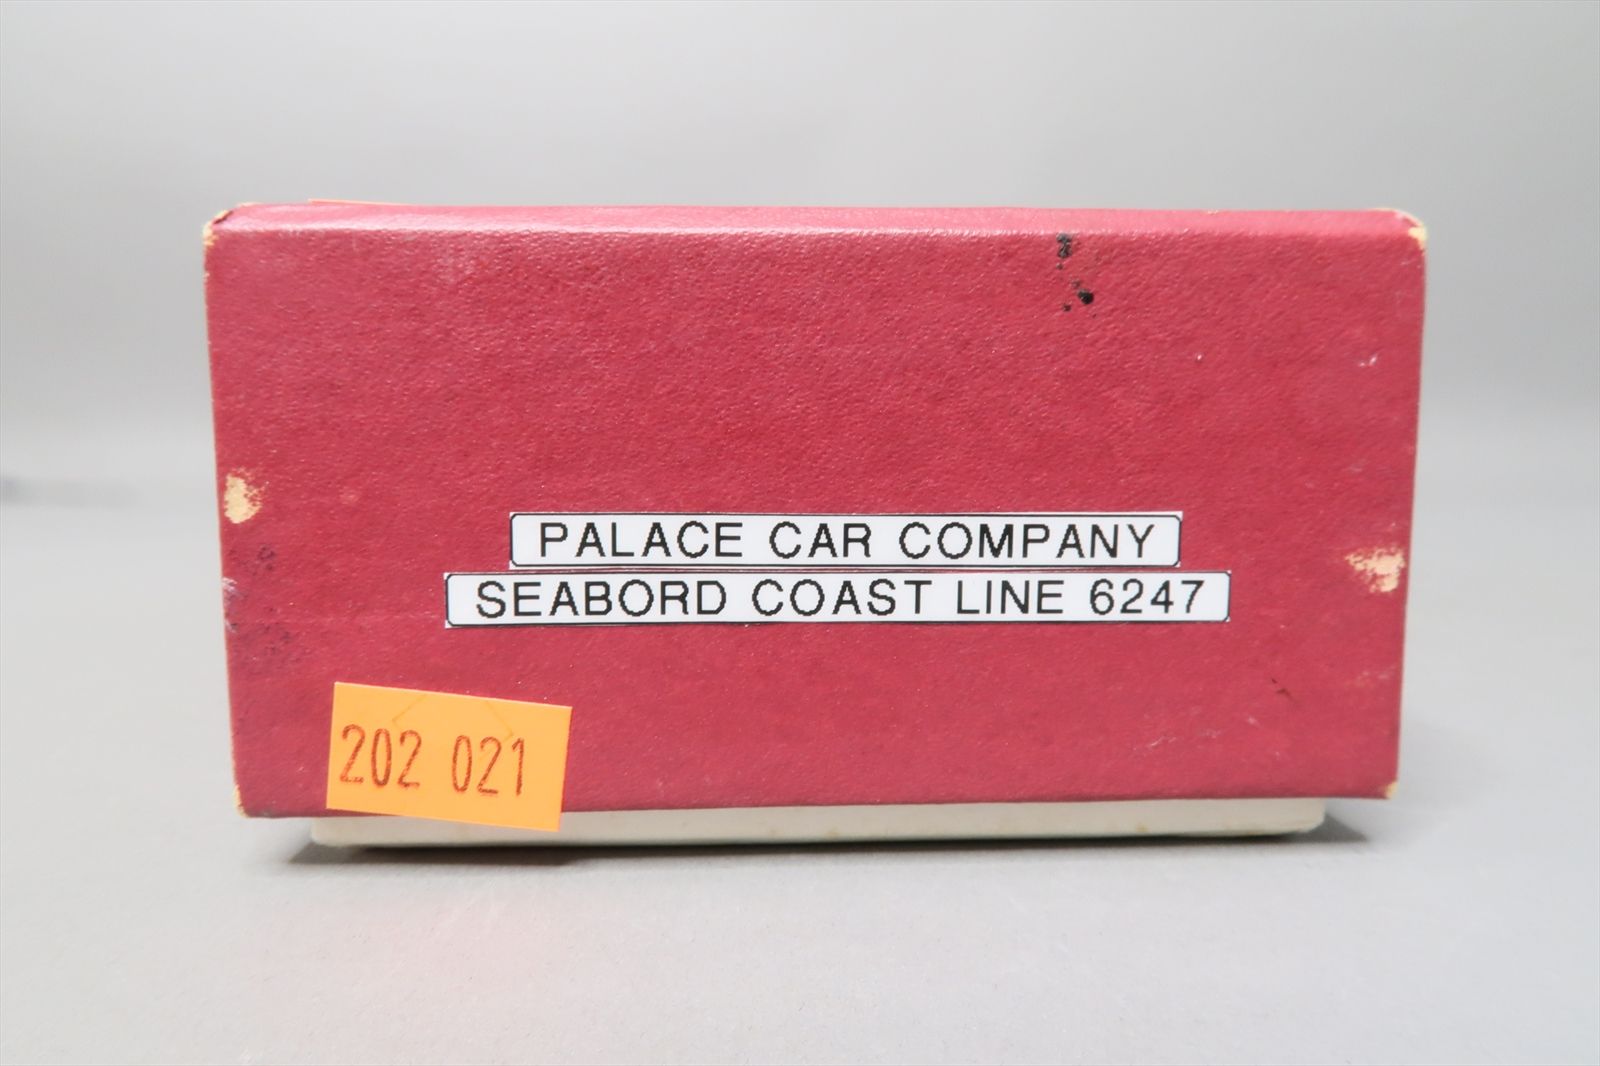 PALACE CAR COMPANY
SEABORD COAST LINE 6247
202 021